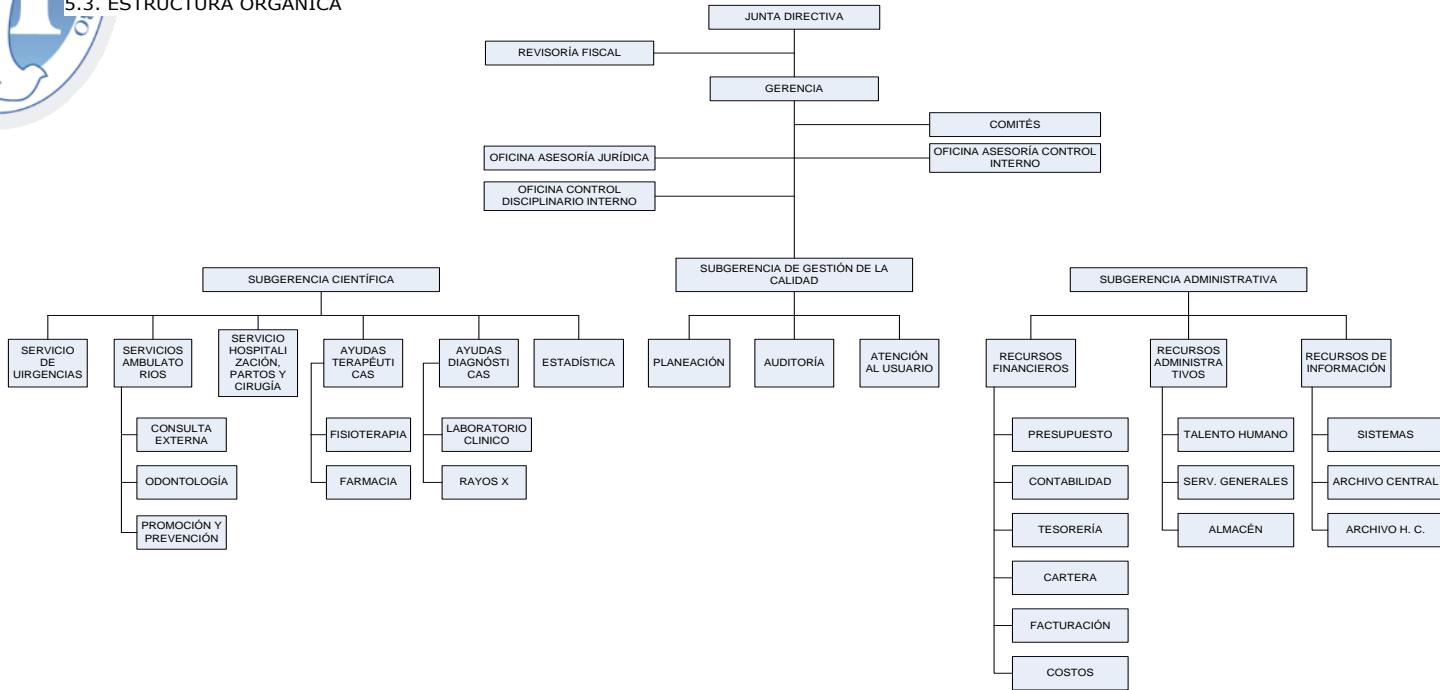 5.3. ESTRUCTURA ORGÁNICA
JUNTA DIRECTIVA
REVISORÍA FISCAL
GERENCIA
COMITÉS
OFICINA ASESORÍA JURÍDICA
OFICINA ASESORÍA CONTROL
INTERNO
OFICINA CONTROL
DISCIPLINARIO INTERNO
SUBGERENCIA CIENTÍFICA
SUBGERENCIA DE GESTIÓN DE LA
CALIDAD
SUBGERENCIA ADMINISTRATIVA
SERVICIO
DE
UIRGENCIAS
SERVICIOS
AMBULATO
RIOS
SERVICIO
HOSPITALI
ZACIÓN,
PARTOS Y
CIRUGÍA
AYUDAS
TERAPÉUTI
CAS
AYUDAS
DIAGNÓSTI
CAS
ESTADÍSTICA
PLANEACIÓN
AUDITORÍA
ATENCIÓN
AL USUARIO
RECURSOS
FINANCIEROS
RECURSOS
ADMINISTRA
TIVOS
RECURSOS DE
INFORMACIÓN
CONSULTA
EXTERNA
ODONTOLOGÍA
PROMOCIÓN Y
PREVENCIÓN
FISIOTERAPIA
FARMACIA
LABORATORIO
CLINICO
RAYOS X
PRESUPUESTO
CONTABILIDAD
TESORERÍA
CARTERA
FACTURACIÓN
COSTOS
TALENTO HUMANO
SERV. GENERALES
ALMACÉN
SISTEMAS
ARCHIVO CENTRAL
ARCHIVO H. C.